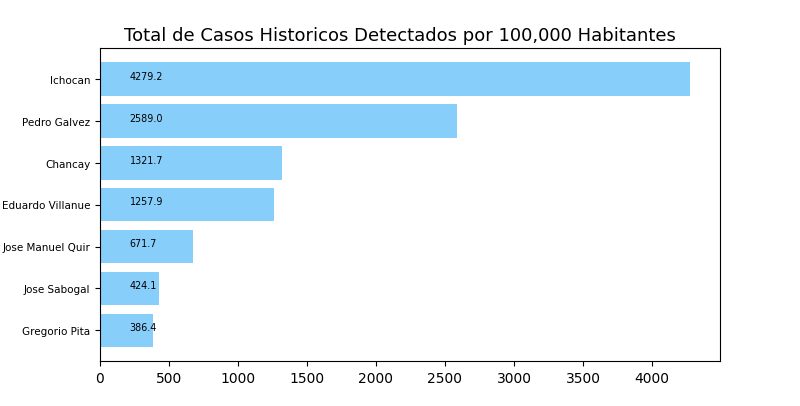 Total de Casos Historicos Detectados por 100,000 Habitantes
Ichocan 4279.2
Pedro Galvez 2589.0
Chancay 1321.7
Eduardo Villanue 1257.9
Jose Manuel Quir 671.7
Jose Sabogal 424.1
Gregorio Pita 386.4
0 500 1000 1500 2000 2500 3000 3500 4000